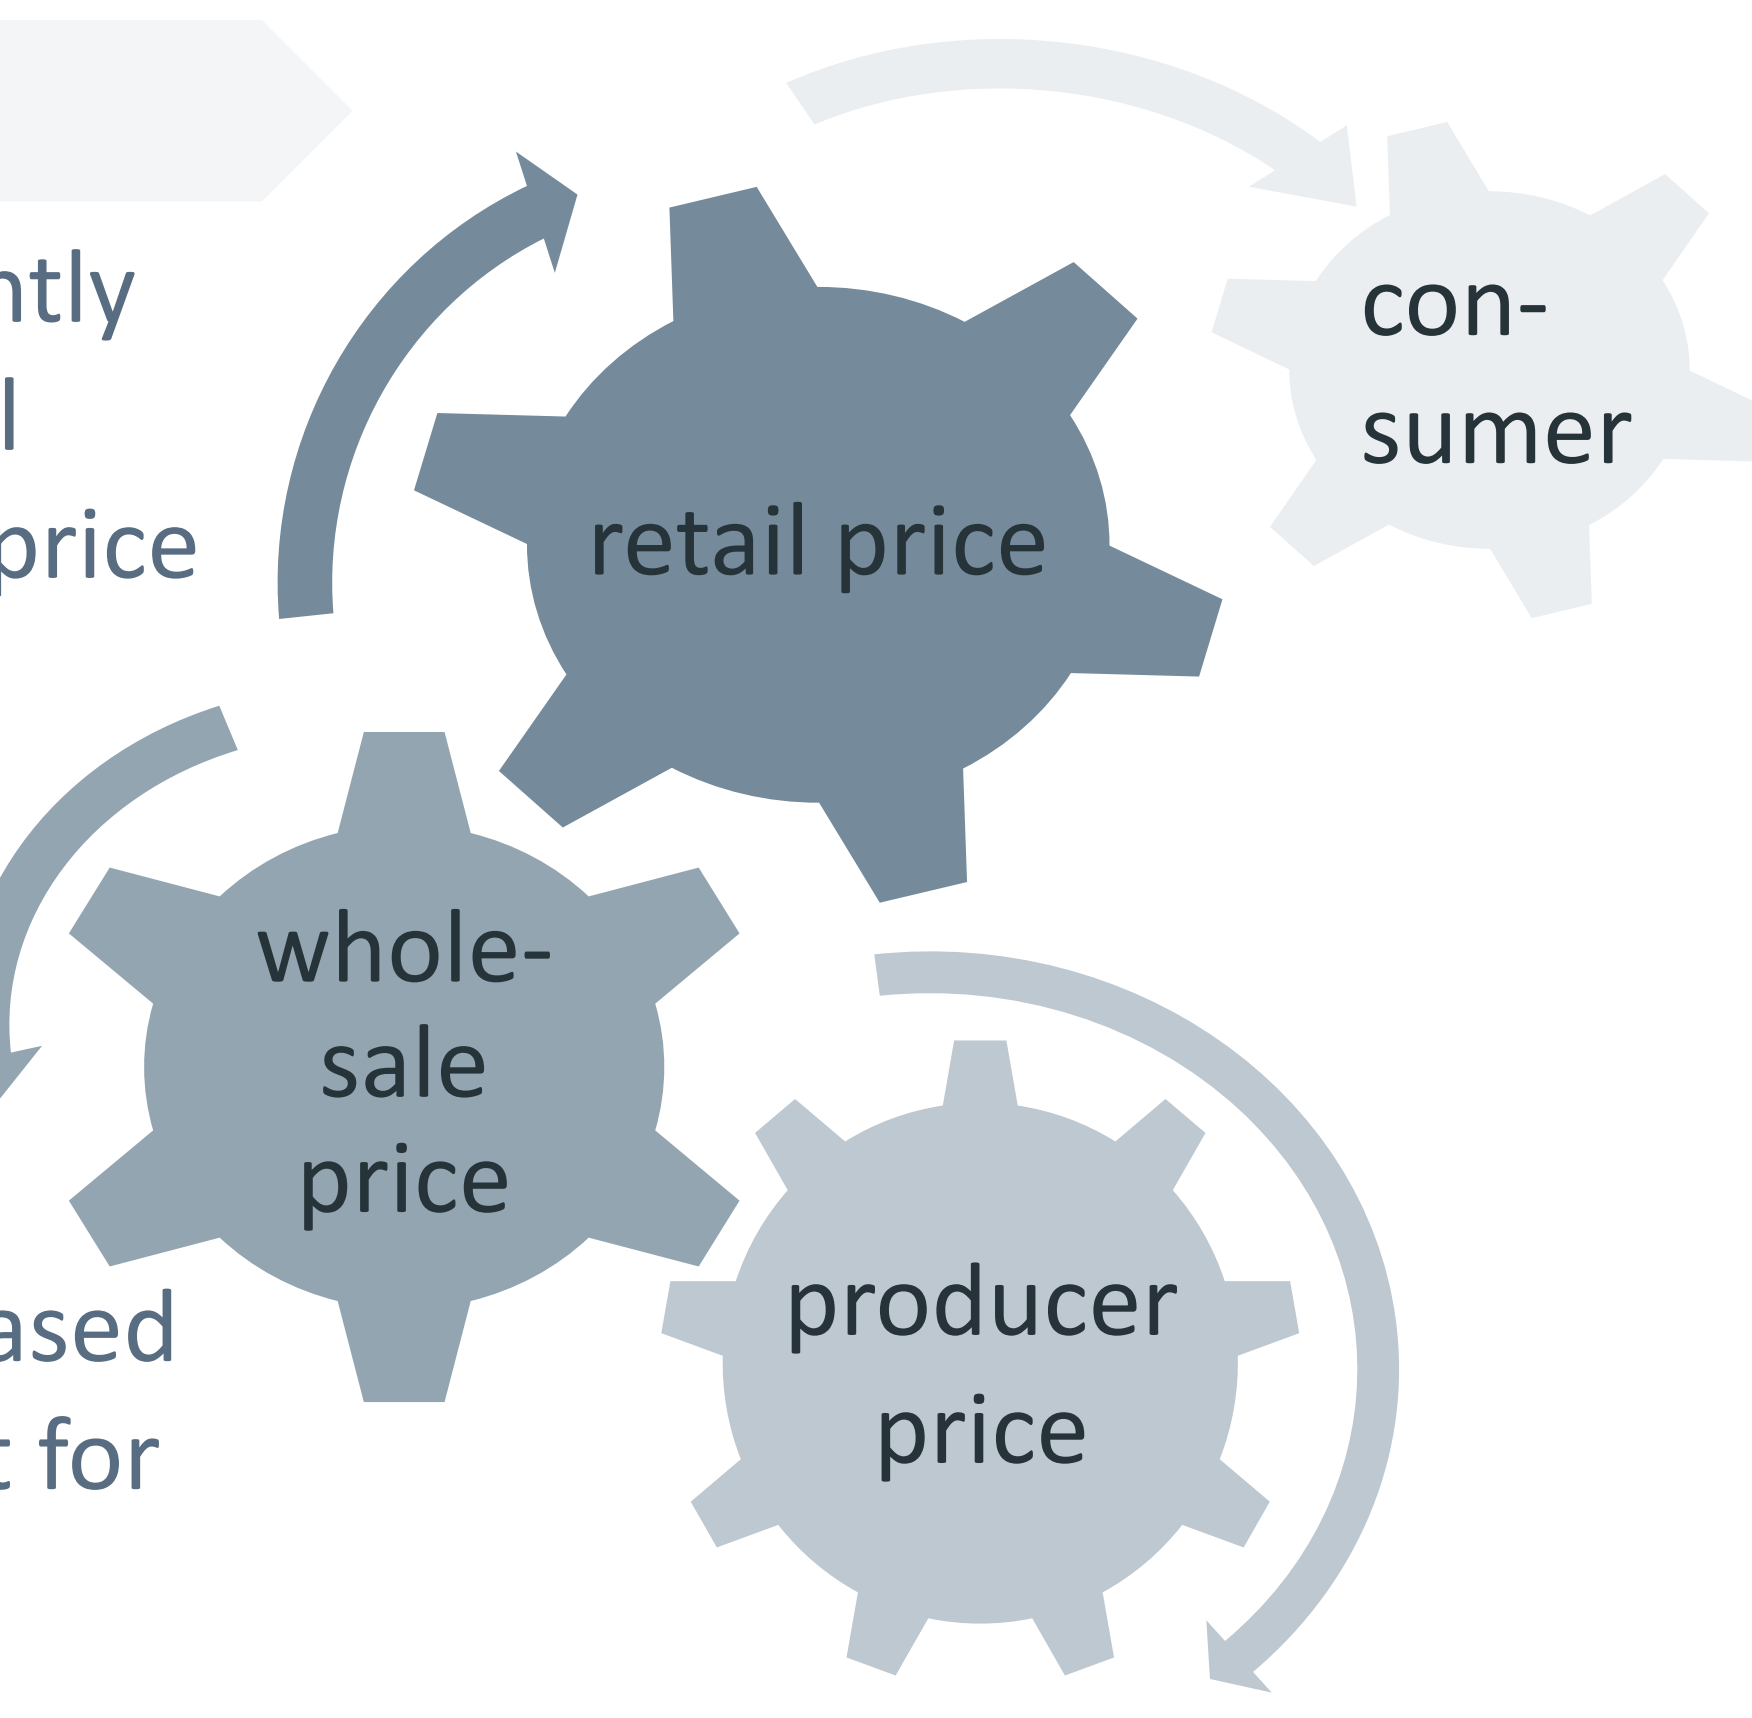 ntly
l
price
retail price
con-
sumer
whole-
sale
price
producer
price
ased
t for